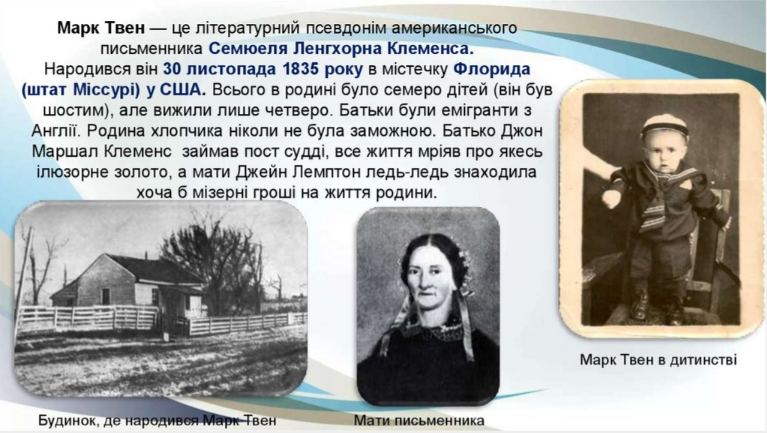 Марк Твен — це літературний псевдонім американського
письменника Семюеля Ленгхорна Клеменса.
Народився він 30 листопада 1835 року в містечку Флорида
(штат Міссурі) у США. Всього в родині було семеро дітей (він був
шостим), але вижили лише четверо. Батьки були емігранти з
Англії. Родина хлопчика ніколи не була заможною. Батько Джон
Маршал Клеменс займав пост судді, все життя мріяв про якесь
ілюзорне золото, а мати Джейн Лемптон ледь-ледь знаходила
хоча б мізерні гроші на життя родини.
Марк Твен в дитинстві
Будинок, де народився Марк Твен
Мати письменника